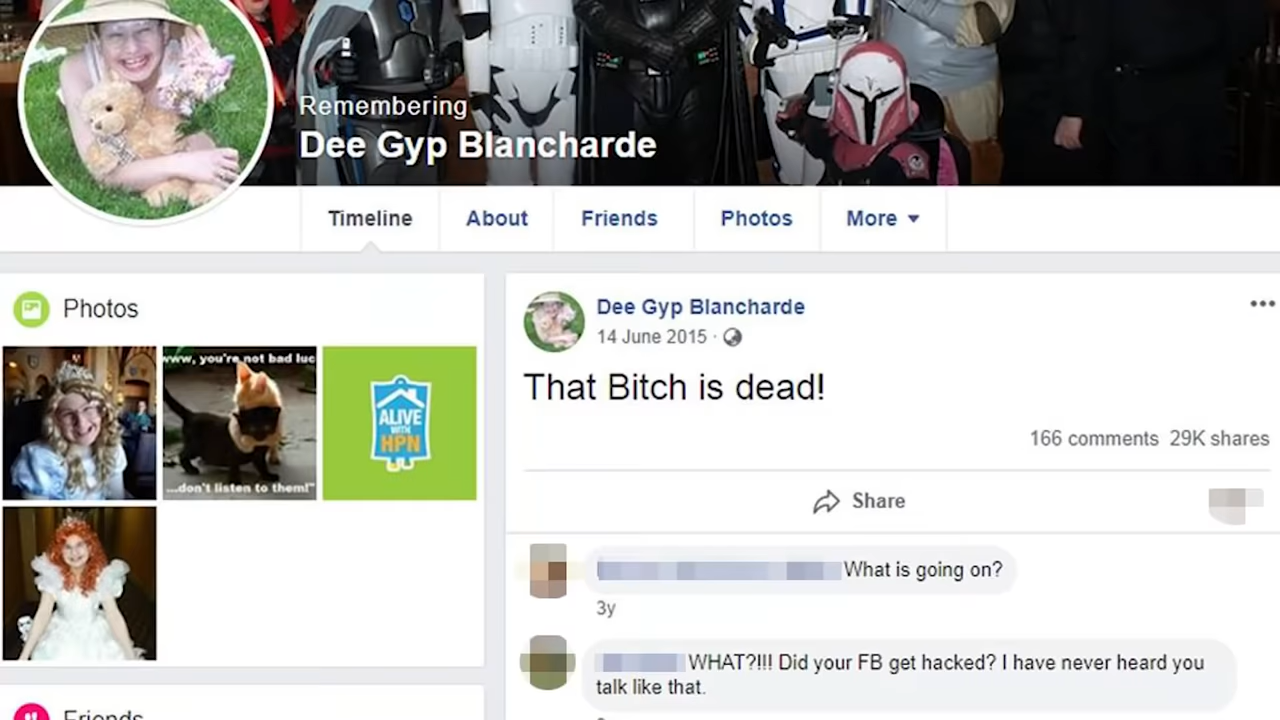 Remembering
Dee Gyp Blancharde
Timeline
About
Friends
Photos
More
Photos
www, you're not bad luc
...don't listen to them!"
ALIVE
WITH
HPN
Dee Gyp Blancharde
14 June 2015 ·
That Bitch is dead!
166 comments 29K shares
Share
What is going on?
3y
WHAT?!!! Did your FB get hacked? I have never heard you
talk like that.
Friends